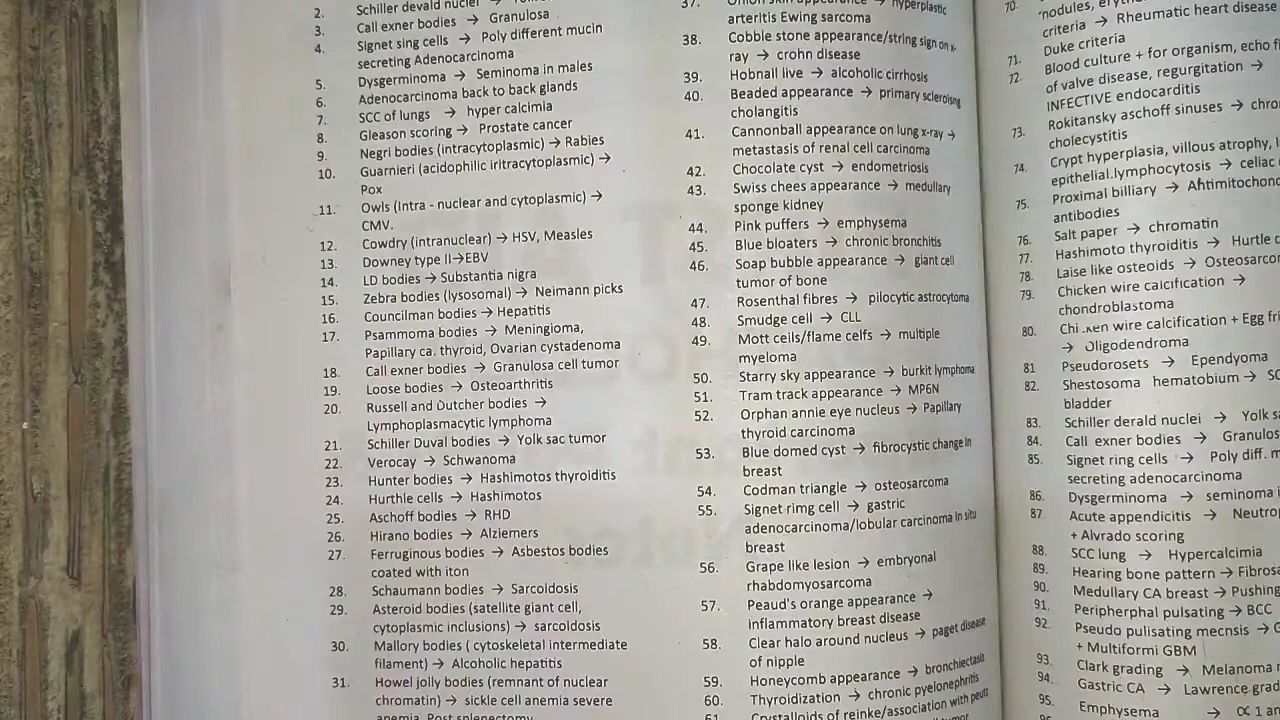 2. Schiller devald nuclei →
3. Call exner bodies → Granulosa
4. Signet sing cells → Poly different mucin
secreting Adenocarcinoma
5. Dysgerminoma → Seminoma in males
6. Adenocarcinoma back to back glands
7. SCC of lungs → hyper calcimia
8. Gleason scoring → Prostate cancer
9. Negri bodies (intracytoplasmic) → Rabies
10. Guarnieri (acidophilic iritracytoplasmic) →
Pox
11. Owls (Intra - nuclear and cytoplasmic) →
CMV.
12. Cowdry (intranuclear) → HSV, Measles
13. Downey type II→EBV
14. LD bodies → Substantia nigra
15. Zebra bodies (lysosomal) → Neimann picks
16. Councilman bodies → Hepatitis
17. Psammoma bodies → Meningioma,
Papillary ca. thyroid, Ovarian cystadenoma
18. Call exner bodies → Granulosa cell tumor
19. Loose bodies → Osteoarthritis
20. Russell and Dutcher bodies →
Lymphoplasmacytic lymphoma
21. Schiller Duval bodies → Yolk sac tumor
22. Verocay → Schwanoma
23. Hunter bodies → Hashimotos thyroiditis
24. Hurthle cells → Hashimotos
25. Aschoff bodies → RHD
26. Hirano bodies → Alziemers
27. Ferruginous bodies → Asbestos bodies
coated with iton
28. Schaumann bodies → Sarcoidosis
29. Asteroid bodies (satellite giant cell,
cytoplasmic inclusions) → sarcoidosis
30. Mallory bodies ( cytoskeletal intermediate
filament) → Alcoholic hepatitis
31. Howel jolly bodies (remnant of nuclear
chromatin) → sickle cell anemia severe
anemia, Post splenectomy
37. Onion skin appearance → hyperplastic
arteritis Ewing sarcoma
38. Cobble stone appearance/string sign on x-
ray → crohn disease
39. Hobnail live → alcoholic cirrhosis
40. Beaded appearance → primary scleroisng
cholangitis
41. Cannonball appearance on lung x-ray →
metastasis of renal cell carcinoma
42. Chocolate cyst → endometriosis
43. Swiss chees appearance → medullary
sponge kidney
44. Pink puffers → emphysema
45. Blue bloaters → chronic bronchitis
46. Soap bubble appearance → giant cell
tumor of bone
47. Rosenthal fibres → pilocytic astrocytoma
48. Smudge cell → CLL
49. Mott ceils/flame celfs → multiple
myeloma
50. Starry sky appearance → burkit lymphoma
51. Tram track appearance → MP6N
52. Orphan annie eye nucleus → Papillary
thyroid carcinoma
53. Blue domed cyst → fibrocystic change in
breast
54. Codman triangle → osteosarcoma
55. Signet rimg cell → gastric
adenocarcinoma/lobular carcinoma in situ
breast
56. Grape like lesion → embryonal
rhabdomyosarcoma
57. Peaud's orange appearance →
inflammatory breast disease
58. Clear halo around nucleus → paget disease
of nipple
59. Honeycomb appearance → bronchiectasis
60. Thyroidization → chronic pyelonephritis
61. Crystalloids of reinke/association with peutz
70.
nodules,
criteria → Rheumatic heart disease
71. Duke criteria
72. Blood culture + for organism, echo
of valve disease, regurgitation →
INFECTIVE endocarditis
73. Rokitansky aschoff sinuses →
cholecystitis
74. Crypt hyperplasia, villous atrophy,
epithelial.lymphocytosis → celiac
75. Proximal billiary →
antibodies
76. Salt paper → chromatin
77. Hashimoto thyroiditis → Hurtle
78. Laise like osteoids →
79. Chicken wire calcification →
chondroblastoma
80. Chicken wire calcification + Egg
→ Oligodendroma
81 Pseudorosets → Ependyoma
82. Shestosoma hematobium →
bladder
83. Schiller derald nuclei → Yolk
84. Call exner bodies →
85. Signet ring cells → Poly diff.
secreting adenocarcinoma
86. Dysgerminoma → seminoma
87. Acute appendicitis →
+ Alvrado scoring
88. SCC lung → Hypercalcimia
89. Hearing bone pattern →
90. Medullary CA breast → Pushing
91. Peripherphal pulsating → BCC
92. Pseudo pulisating mecnsis →
+ Multiformi GBM
93. Clark grading → Melanoma
94. Gastric CA → Lawrence
95. Emphysema → ∝ 1